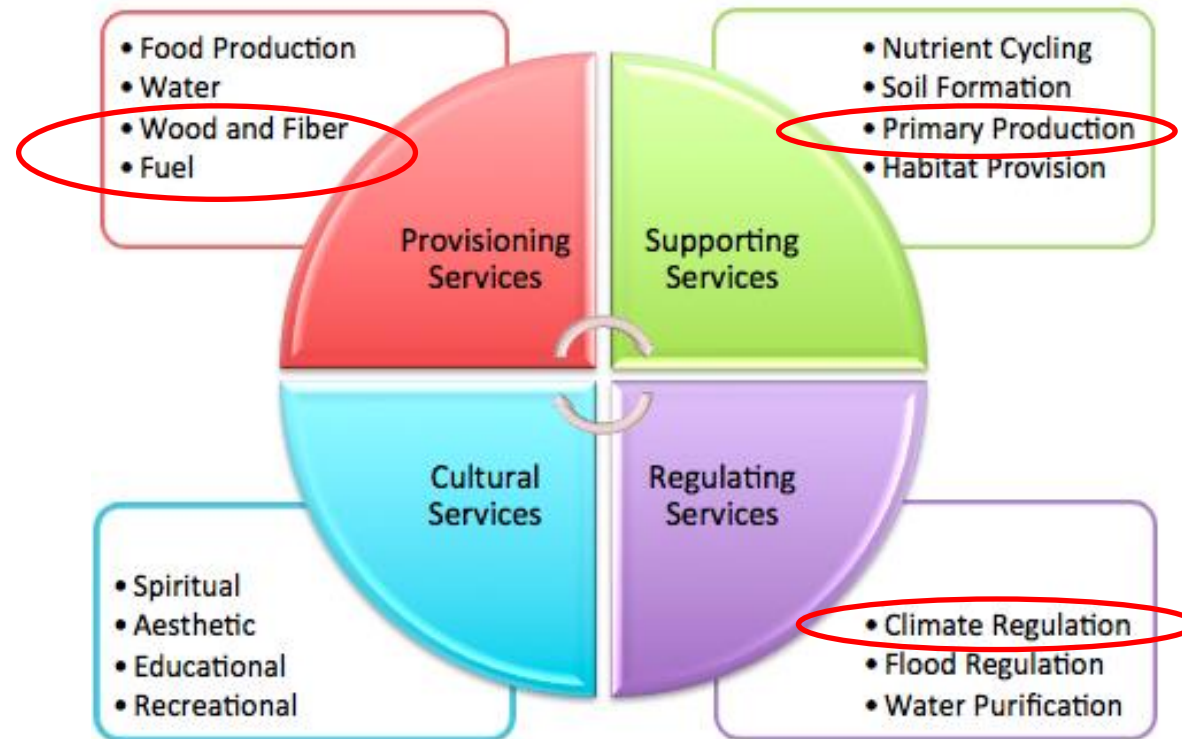 • Food Production
• Water
• Wood and Fiber
• Fuel
• Nutrient Cycling
• Soil Formation
• Primary Production
• Habitat Provision
Provisioning
Services
Supporting
Services
Cultural
Services
Regulating
Services
• Spiritual
• Aesthetic
• Educational
• Recreational
• Climate Regulation
• Flood Regulation
• Water Purification